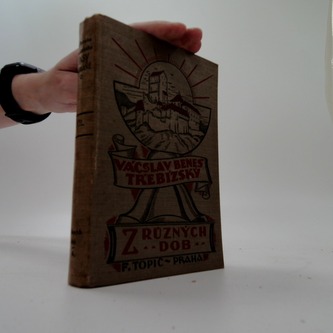 VÁCSLAV BENEŠ
TŘEBÍZSKÝ
Z RŮZNÝCH
DOB
F. TOPIČ - PRAHA